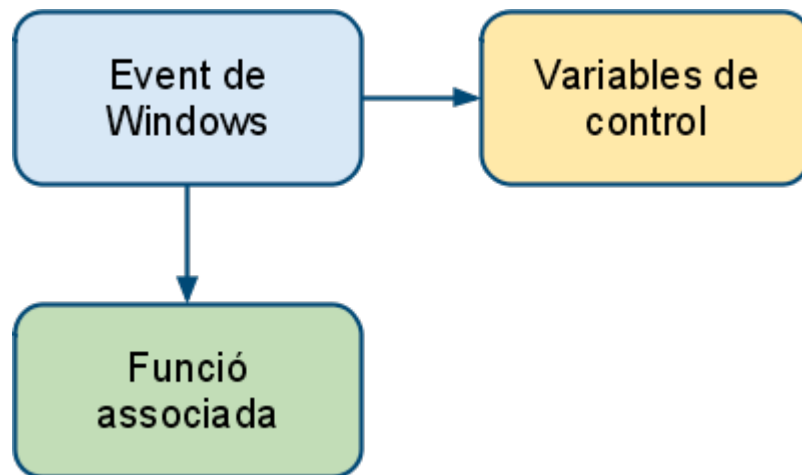 Event de
Windows
Variables de
control
Funció
associada